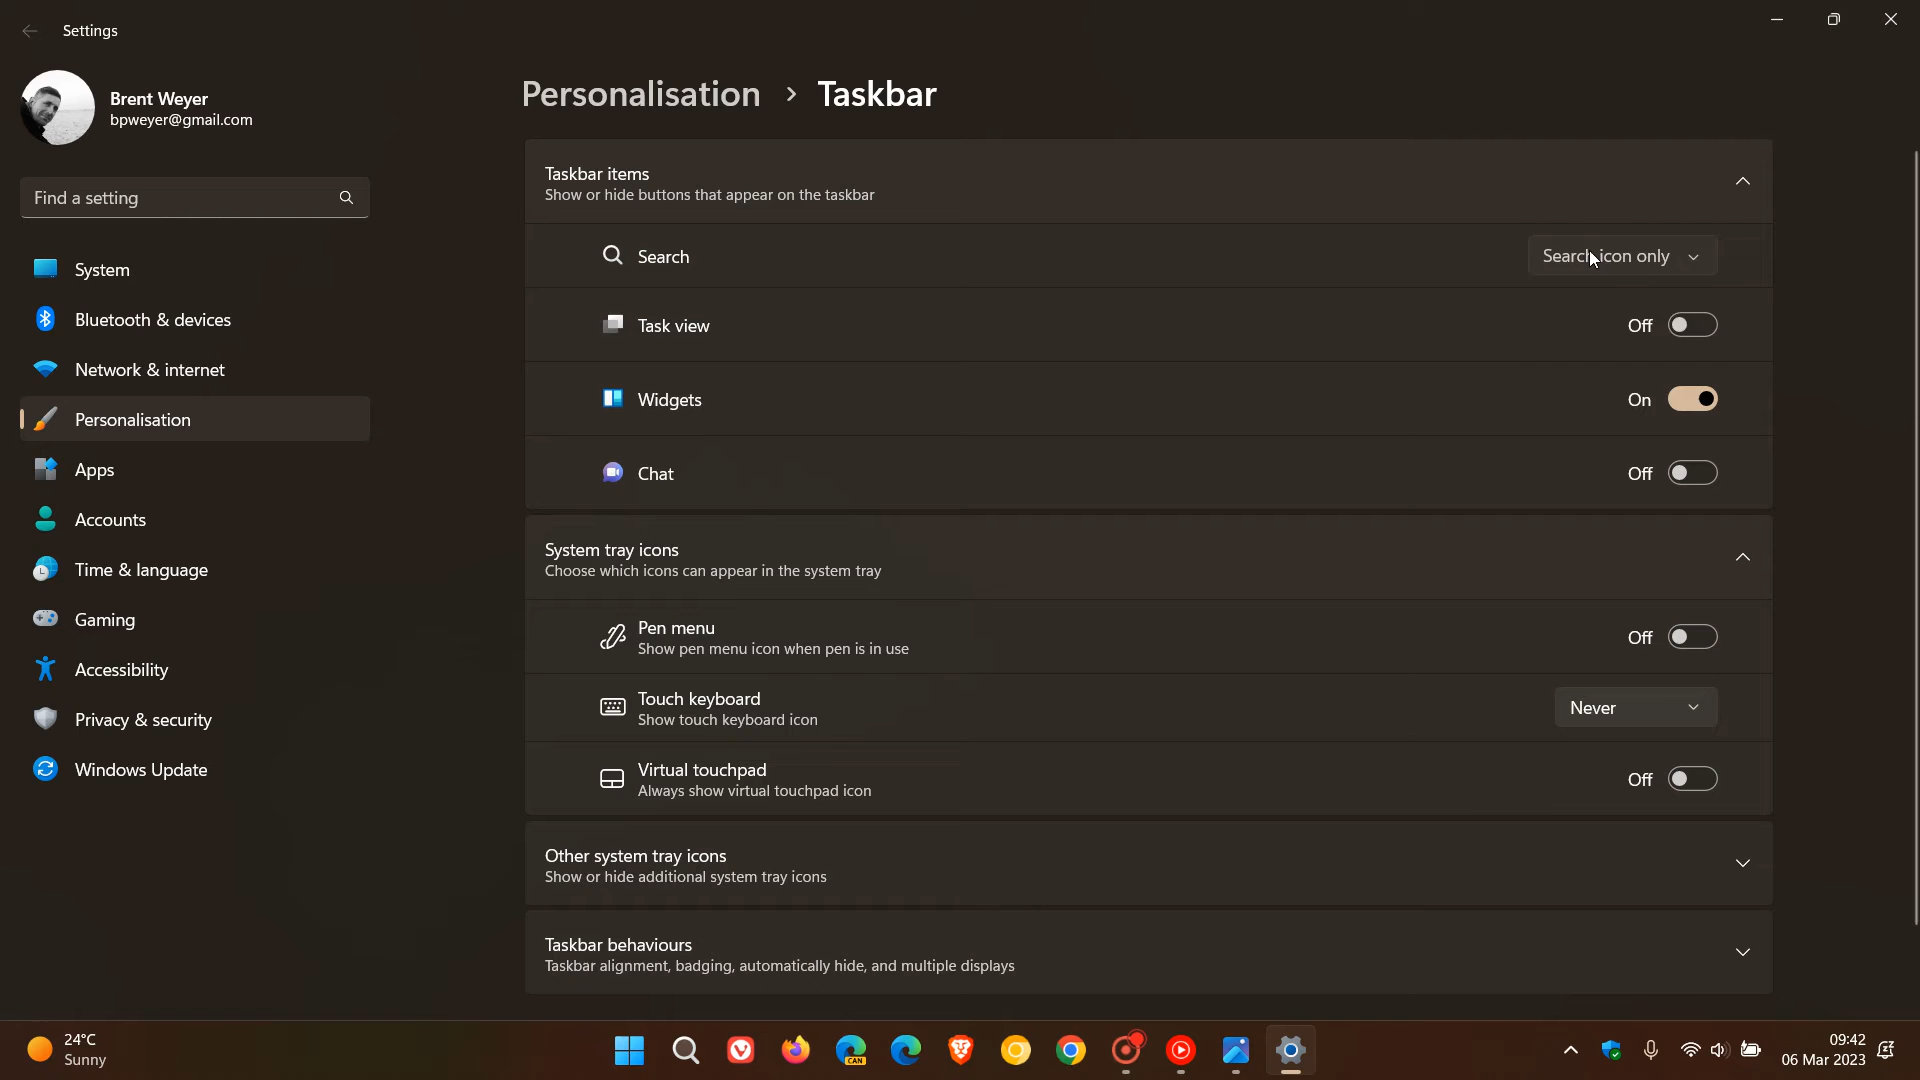 Settings
Brent Weyer
bpweyer@gmail.com
Find a setting
System
Bluetooth & devices
Network & internet
Personalisation
Apps
Accounts
Time & language
Gaming
Accessibility
Privacy & security
Windows Update
Personalisation > Taskbar
Taskbar items
Show or hide buttons that appear on the taskbar
Search
Search icon only
Task view
Off
Widgets
On
Chat
Off
System tray icons
Choose which icons can appear in the system tray
Pen menu
Show pen menu icon when pen is in use
Off
Touch keyboard
Show touch keyboard icon
Never
Virtual touchpad
Always show virtual touchpad icon
Off
Other system tray icons
Show or hide additional system tray icons
Taskbar behaviours
Taskbar alignment, badging, automatically hide, and multiple displays
24°C
Sunny
CAN
09:42
06 Mar 2023